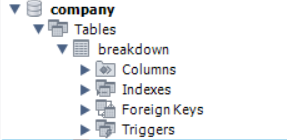 company
Tables
breakdown
Columns
Indexes
Foreign Keys
Triggers